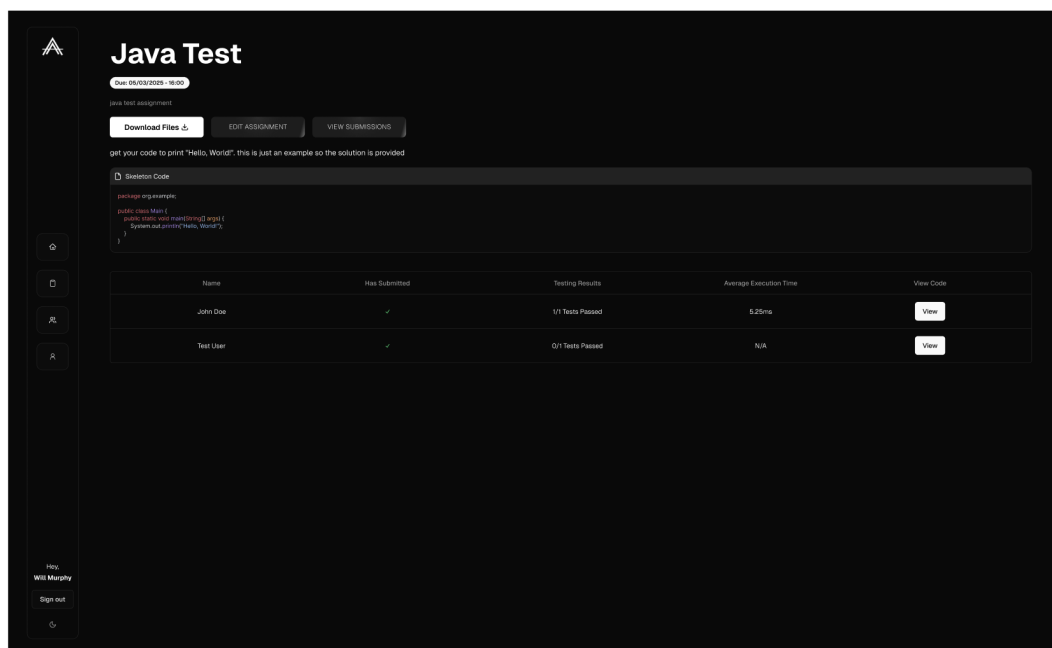 Java Test
Due: 05/03/2025 - 16:00
java test assignment
Download Files
EDIT ASSIGNMENT
VIEW SUBMISSIONS
get your code to print "Hello, World!". this is just an example so the solution is provided
Skeleton Code
package org.example;
public class Main {
public static void main(String[] args) {
System.out.println("Hello, World!");
}
}
Name Has Submitted Testing Results Average Execution Time View Code
John Doe ✓ 1/1 Tests Passed 5.25ms View
Test User ✓ 0/1 Tests Passed N/A View
Hey,
Will Murphy
Sign out